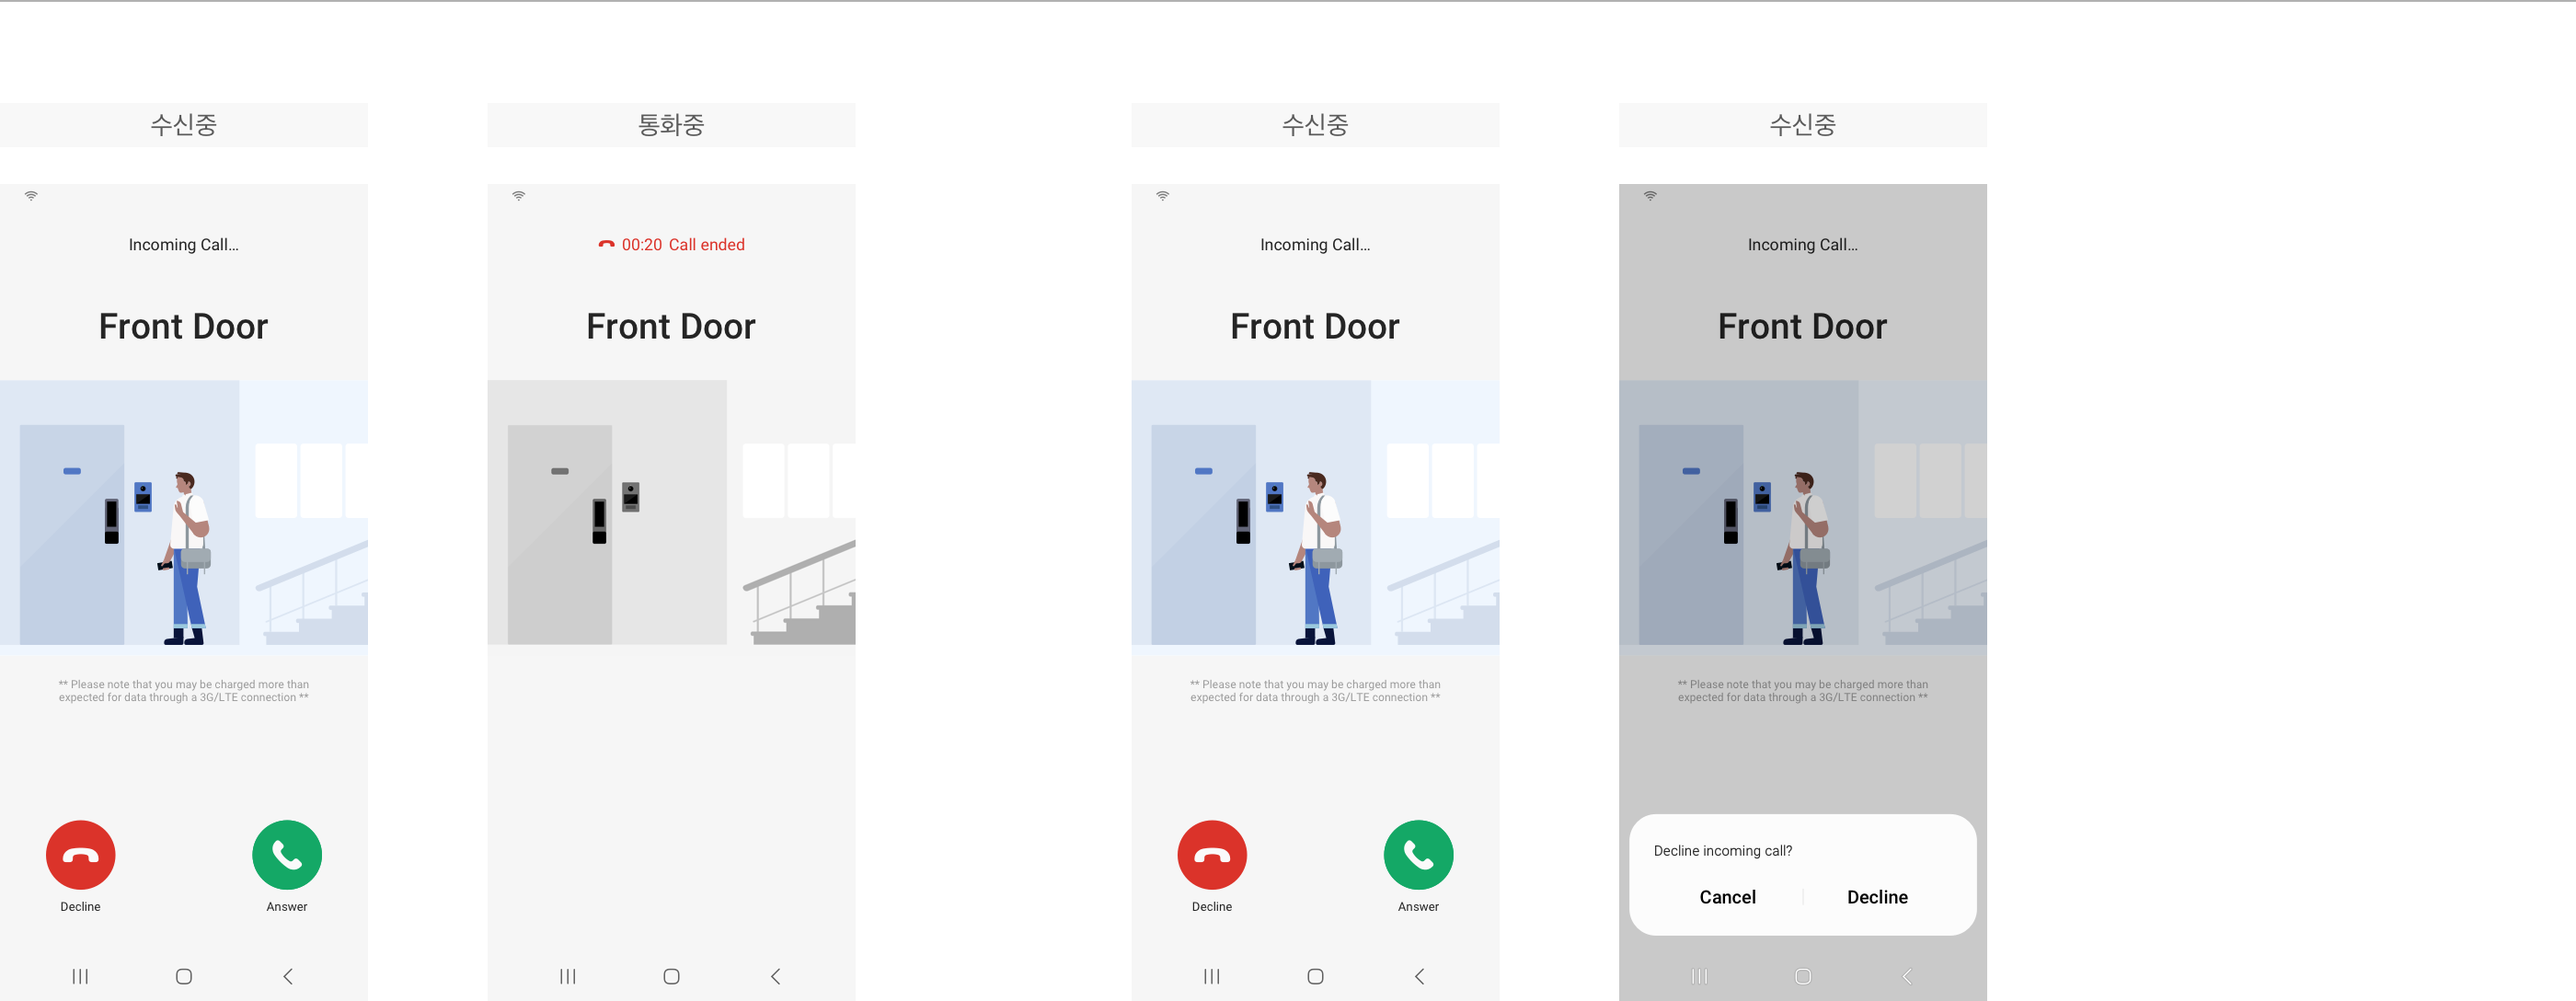 수신중
통화중
수신중
수신중
Incoming Call...
00:20 Call ended
Incoming Call...
Incoming Call...
Front Door
Front Door
Front Door
Front Door
** Please note that you may be charged more than
expected for data through a 3G/LTE connection **
** Please note that you may be charged more than
expected for data through a 3G/LTE connection **
** Please note that you may be charged more than
expected for data through a 3G/LTE connection **
Decline
Answer
Decline
Answer
Decline incoming call?
Cancel
Decline